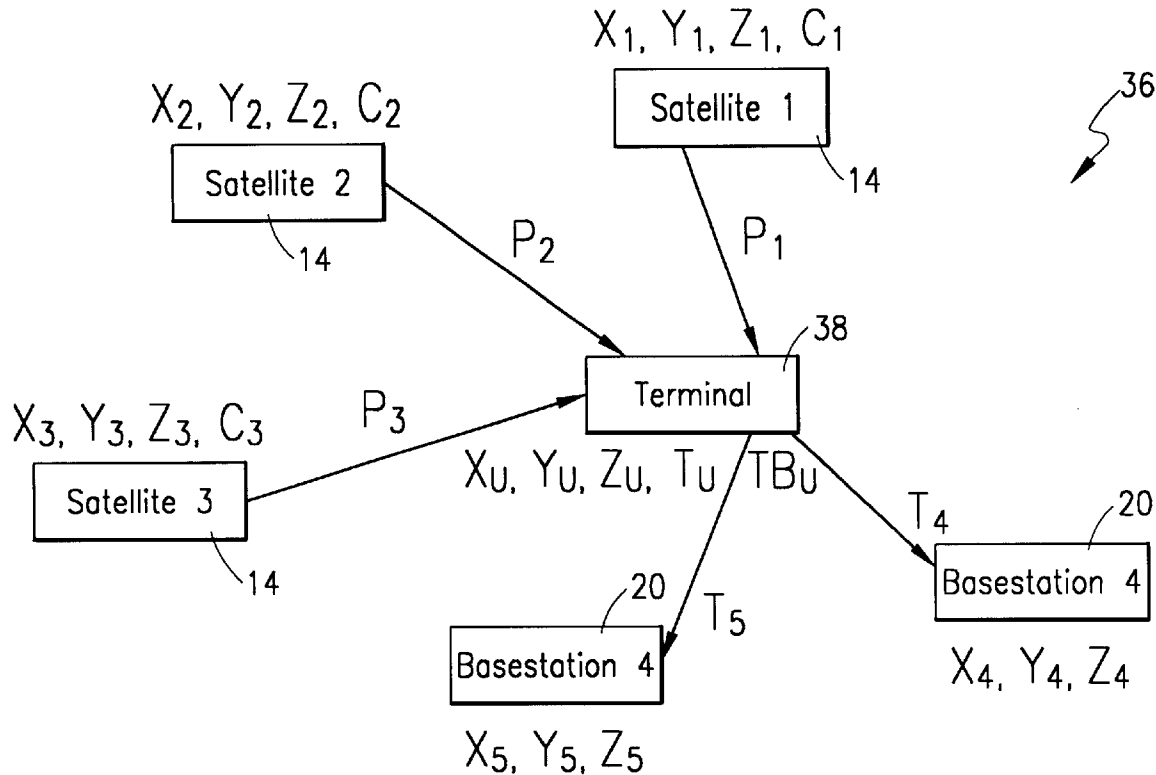 X1, Y1, Z1, C1
36
Satellite 1
X2, Y2, Z2, C2
14
Satellite 2
14
P2
P1
38
Terminal
X3, Y3, Z3, C3
P3
XU, YU, ZU, TU TBU
Satellite 3
T4
20
14
Basestation 4
20
T5
Basestation 4
X4, Y4, Z4
X5, Y5, Z5